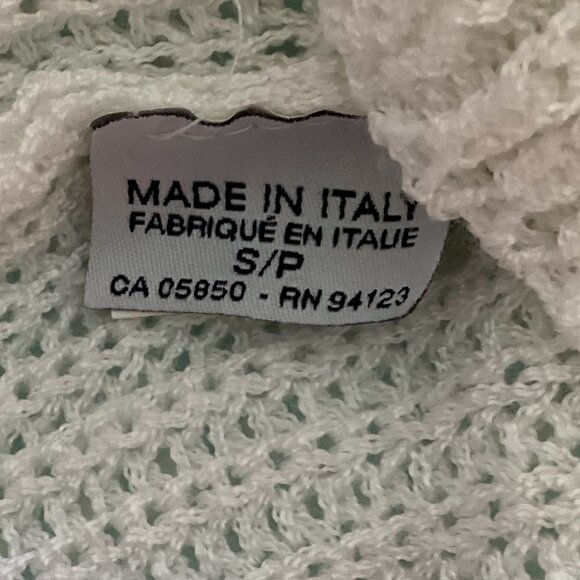 MADE IN ITALY
FABRIQUÉ EN ITALIE
S/P
CA 05850 - RN 94123